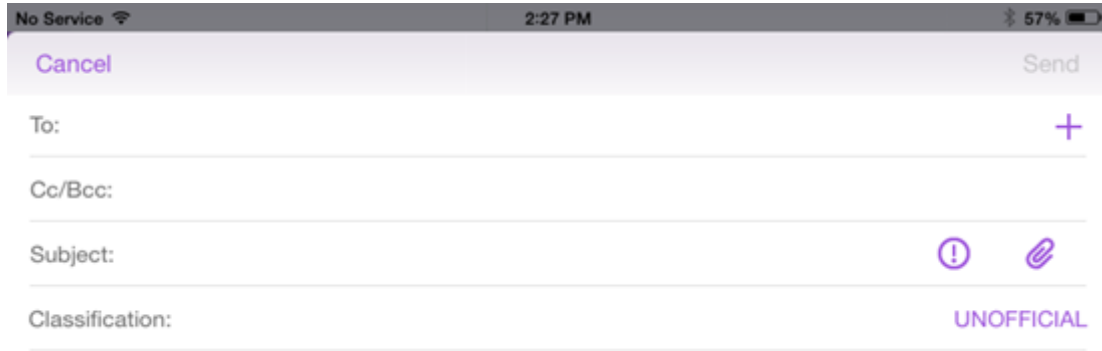 No Service 2:27 PM 57%
Cancel Send
To:
Cc/Bcc:
Subject:
Classification: UNOFFICIAL